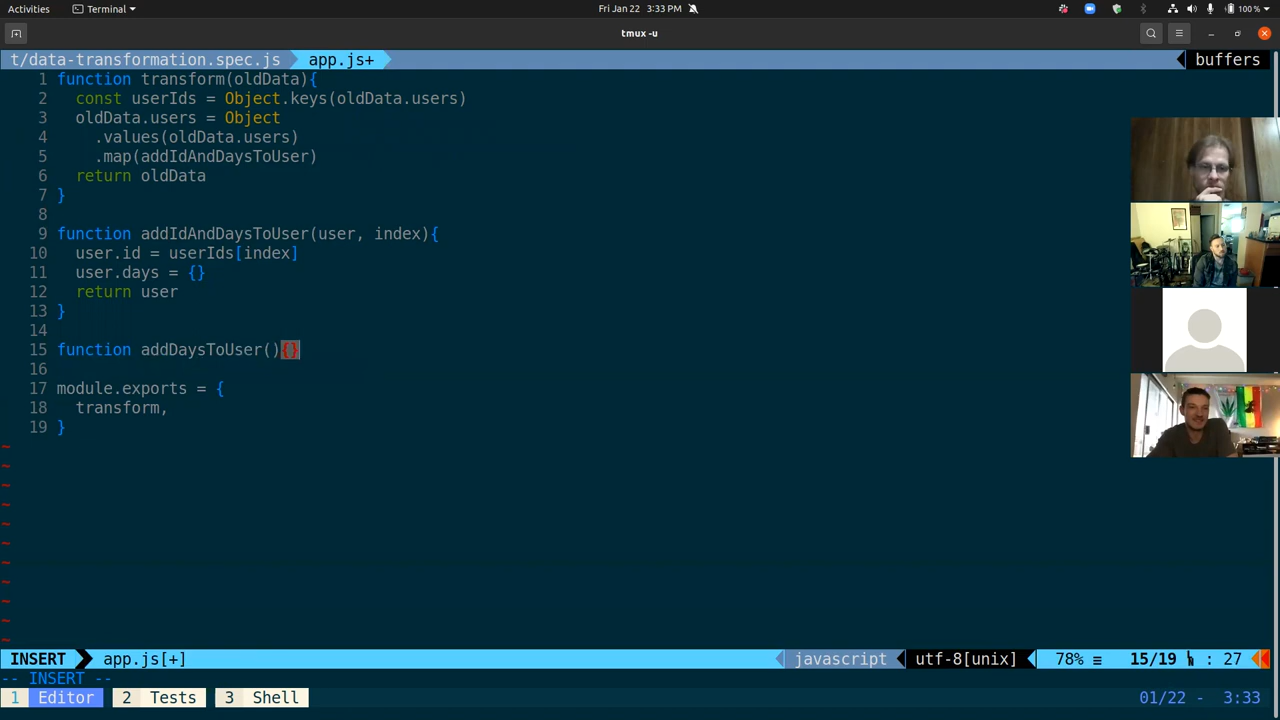 Activities Terminal Fri Jan 22 3:33 PM 100 %
tmux -u
t/data-transformation.spec.js app.js+ buffers
1 function transform(oldData){
2 const userIds = Object.keys(oldData.users)
3 oldData.users = Object
4 .values(oldData.users)
5 .map(addIdAndDaysToUser)
6 return oldData
7 }
8
9 function addIdAndDaysToUser(user, index){
10 user.id = userIds[index]
11 user.days = {}
12 return user
13 }
14
15 function addDaysToUser(){}
16
17 module.exports = {
18 transform,
19 }
~
~
~
~
~
~
~
~
~
~
~
INSERT app.js[+] javascript utf-8[unix] 78% ≡ 15/19 : 27
-- INSERT --
1 Editor 2 Tests 3 Shell 01/22 - 3:33